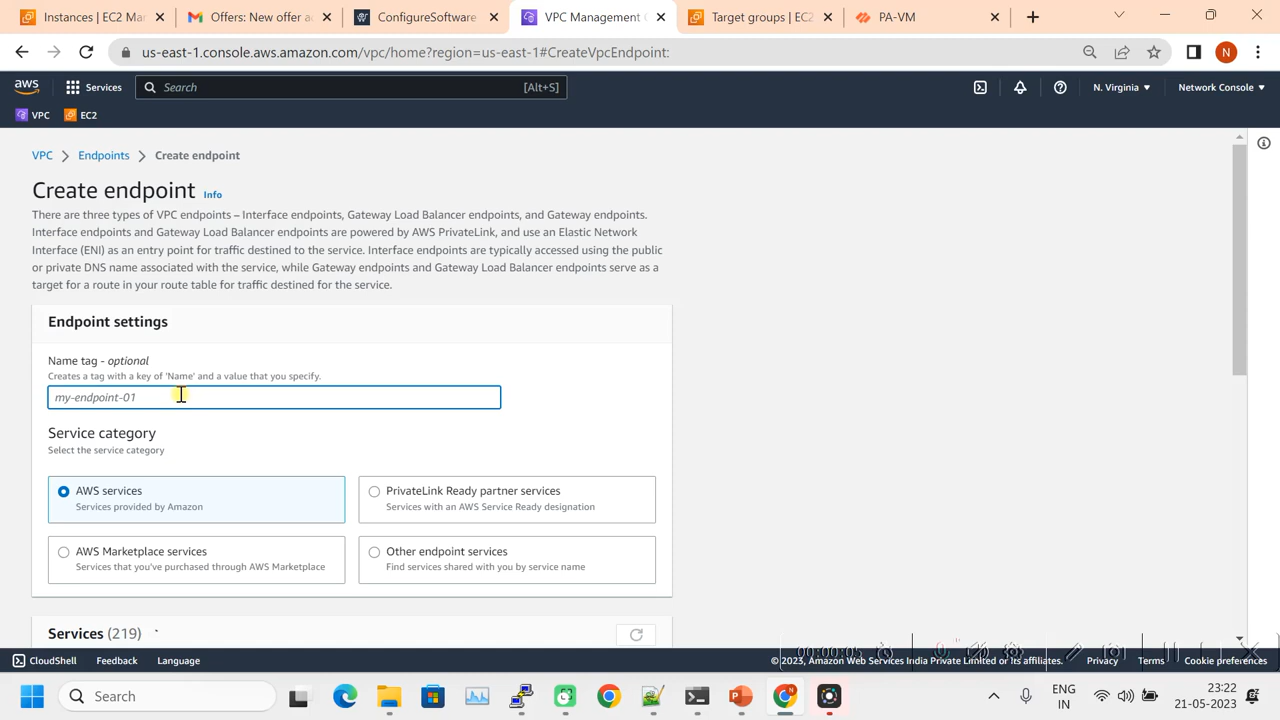 Instances | EC2 Mar
Offers: New offer ac
ConfigureSoftware
VPC Management C
Target groups | EC2
PA-VM
us-east-1.console.aws.amazon.com/vpc/home?region=us-east-1#CreateVpcEndpoint:
N
aws
Services
Search
[Alt+S]
N. Virginia
Network Console
VPC
EC2
VPC
Endpoints
Create endpoint
Create endpoint
Info
There are three types of VPC endpoints – Interface endpoints, Gateway Load Balancer endpoints, and Gateway endpoints.
Interface endpoints and Gateway Load Balancer endpoints are powered by AWS PrivateLink, and use an Elastic Network
Interface (ENI) as an entry point for traffic destined to the service. Interface endpoints are typically accessed using the public
or private DNS name associated with the service, while Gateway endpoints and Gateway Load Balancer endpoints serve as a
target for a route in your route table for traffic destined for the service.
Endpoint settings
Name tag - optional
Creates a tag with a key of 'Name' and a value that you specify.
my-endpoint-01
Service category
Select the service category
AWS services
Services provided by Amazon
PrivateLink Ready partner services
Services with an AWS Service Ready designation
AWS Marketplace services
Services that you've purchased through AWS Marketplace
Other endpoint services
Find services shared with you by service name
Services (219)
00:00:05
CloudShell
Feedback
Language
© 2023, Amazon Web Services India Private Limited or its affiliates.
Privacy
Terms
Cookie preferences
Search
ENG
IN
23:22
21-05-2023